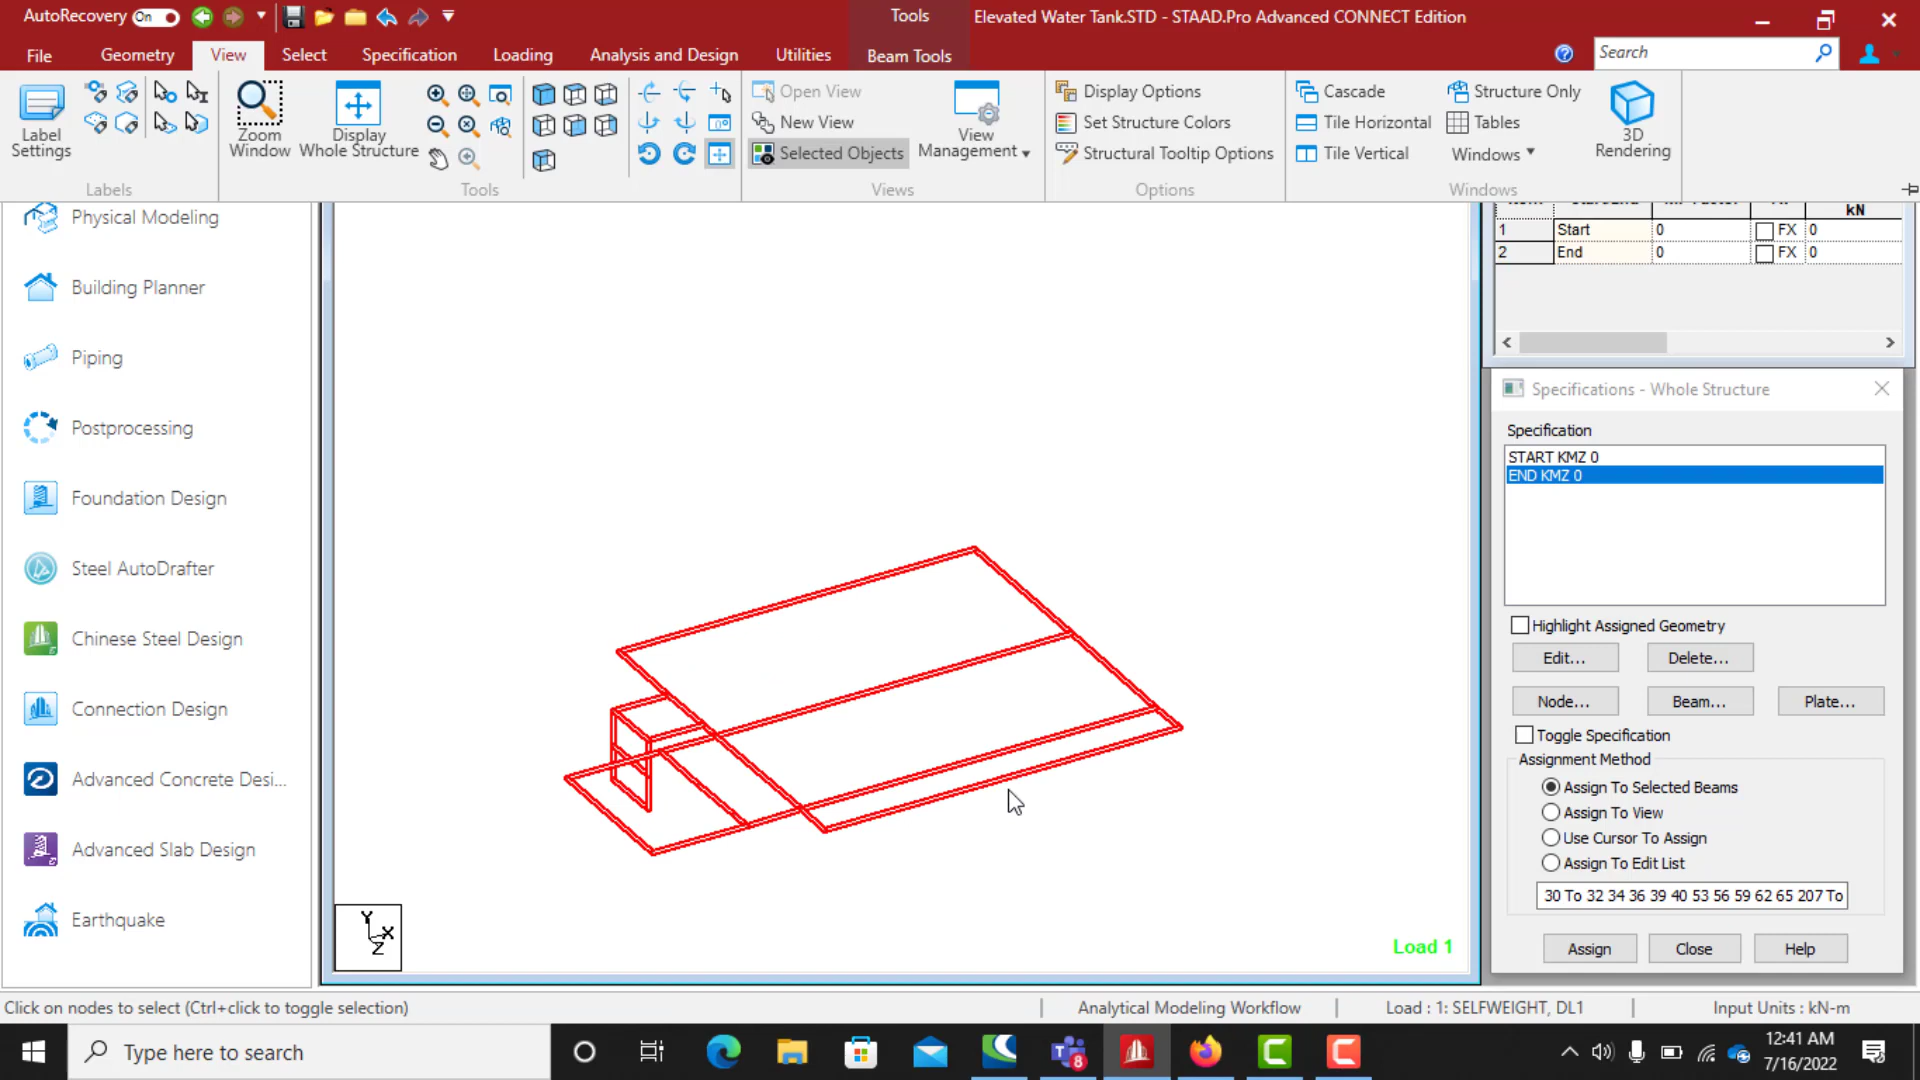 AutoRecovery On
Tools
Elevated Water Tank.STD - STAAD.Pro Advanced CONNECT Edition
File
Geometry
View
Select
Specification
Loading
Analysis and Design
Utilities
Beam Tools
Search
Label Settings
Labels
Zoom Window
Display Whole Structure
Tools
Open View
New View
Selected Objects
View Management
Views
Display Options
Set Structure Colors
Structural Tooltip Options
Options
Cascade
Tile Horizontal
Tile Vertical
Structure Only
Tables
Windows
Windows
3D Rendering
Physical Modeling
Building Planner
Piping
Postprocessing
Foundation Design
Steel AutoDrafter
Chinese Steel Design
Connection Design
Advanced Concrete Desi...
Advanced Slab Design
Earthquake
Y
X
Z
Load 1
kN
1 Start 0 FX 0
2 End 0 FX 0
Specifications - Whole Structure
Specification
START KMZ 0
END KMZ 0
Highlight Assigned Geometry
Edit...
Delete...
Node...
Beam...
Plate...
Toggle Specification
Assignment Method
Assign To Selected Beams
Assign To View
Use Cursor To Assign
Assign To Edit List
30 To 32 34 36 39 40 53 56 59 62 65 207 To
Assign
Close
Help
Click on nodes to select (Ctrl+click to toggle selection)
Analytical Modeling Workflow
Load : 1: SELFWEIGHT, DL1
Input Units : kN-m
Type here to search
8
12:41 AM
7/16/2022